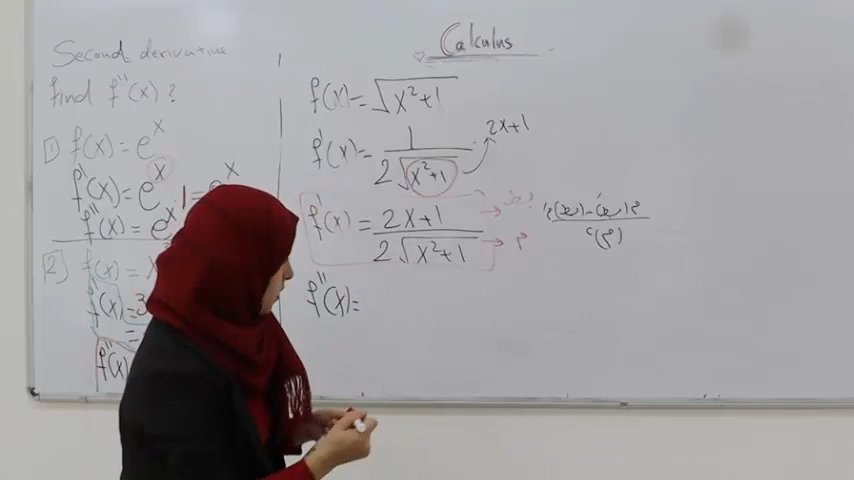 Calculus
Second derivative
find f''(x) ?
1 f(x) = e^x
f'(x) = e^x . 1 = e^x
f''(x) = e^x
2 f(x) = x
f'(x) = 3
=
f''(x)
f(x) = √(x²+1)
f'(x) = 1 / 2√(x²+1) → 2x+1
f'(x) = 2x+1 / 2√(x²+1)
f''(x) =